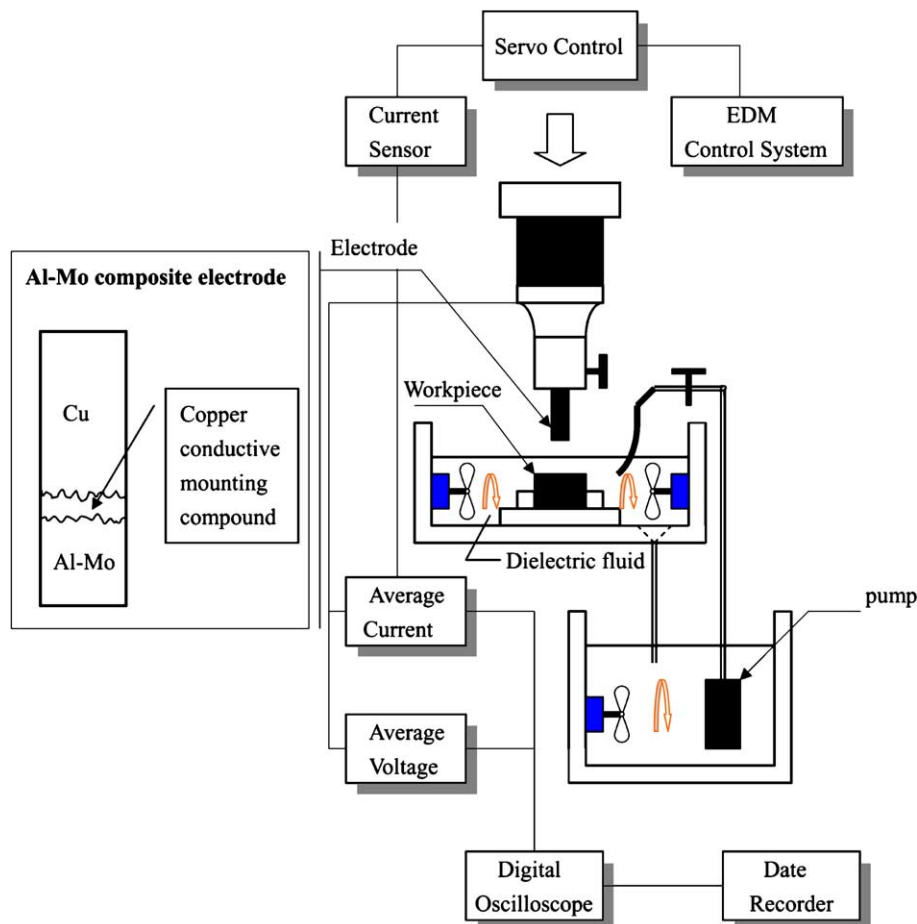 Servo Control
Current
Sensor
EDM
Control System
Electrode
Al-Mo composite electrode
Cu
Copper
conductive
mounting
compound
Al-Mo
Workpiece
Dielectric fluid
Average
Current
pump
Average
Voltage
Digital
Oscilloscope
Date
Recorder